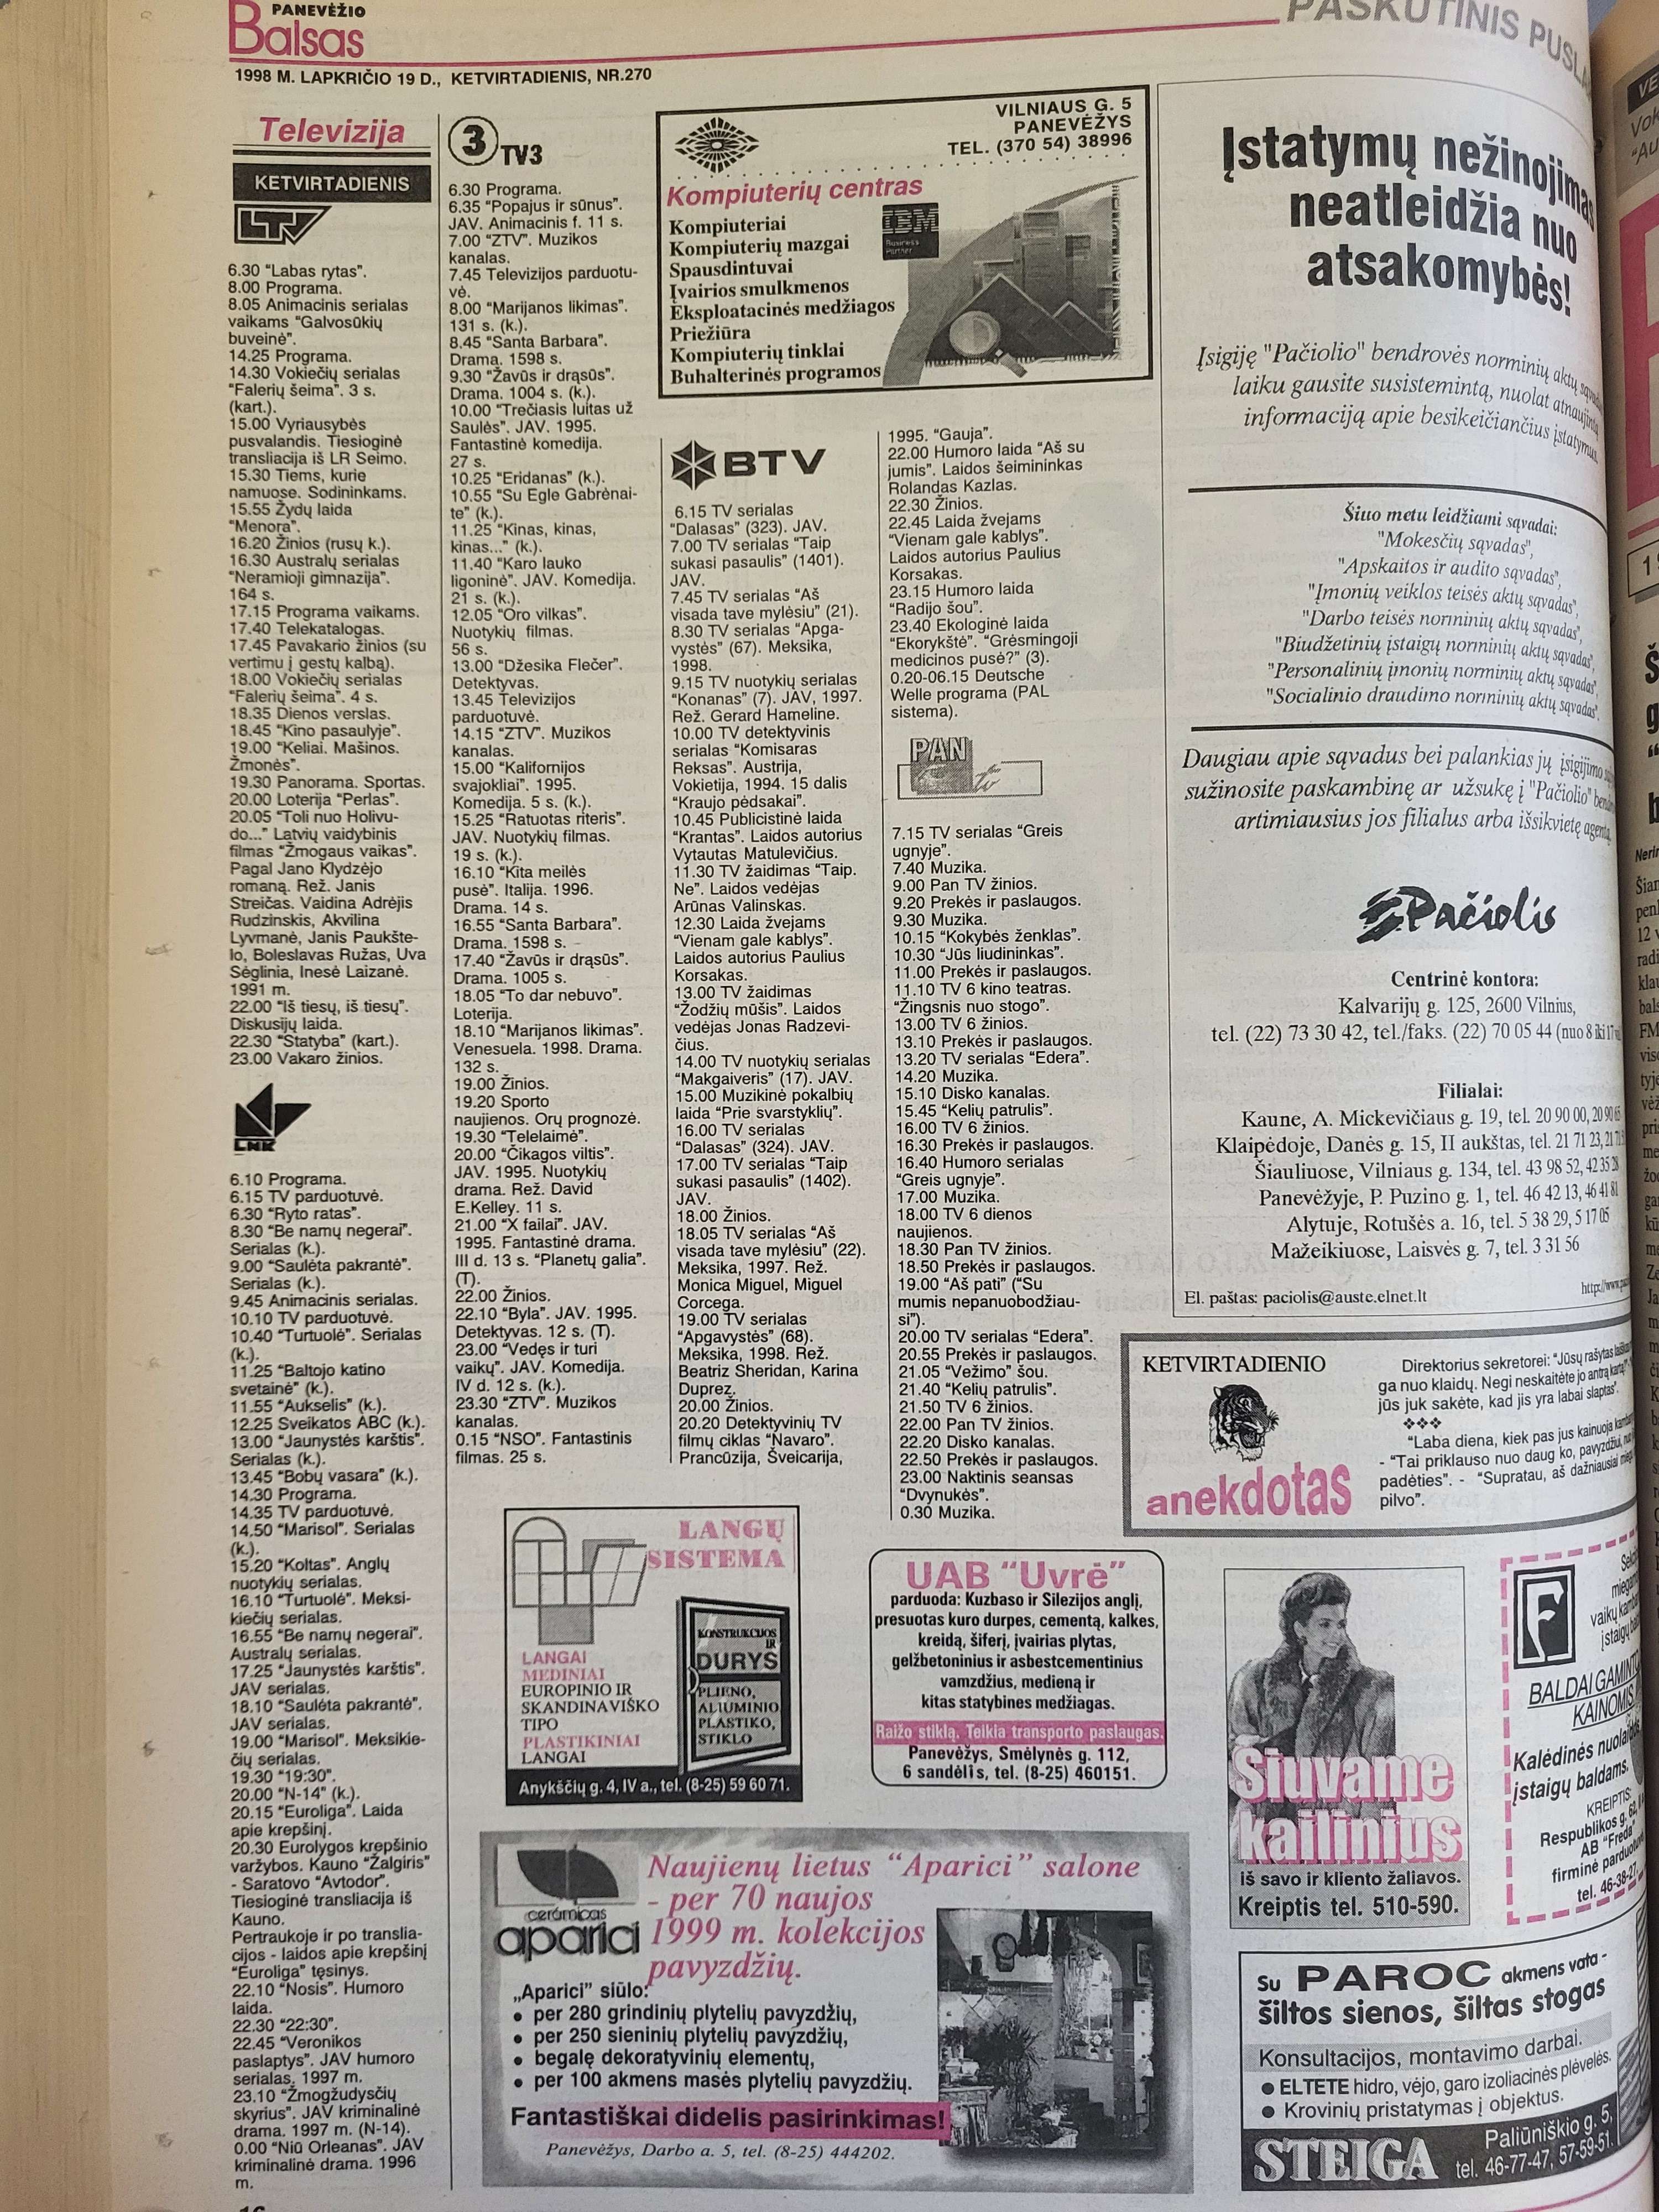 PANEVĖŽIO
Balsas
PASKUTINIS
1998 M. LAPKRIČIO 19 D., KETVIRTADIENIS, NR.270
Televizija
KETVIRTADIENIS
LTV
6.30 “Labas rytas”.
8.00 Programa.
8.05 Animacinis serialas
vaikams “Galvosūkių
buveinė”.
14.25 Programa.
14.30 Vokiečių serialas
“Falerių šeima”. 3 s.
(kart.).
15.00 Vyriausybės
pusvalandis. Tiesioginė
transliacija iš LR Seimo.
15.30 Tiems, kurie
namuose. Sodininkams.
15.55 Žydų laida
“Menora”.
16.20 Žinios (rusų k.).
16.30 Australų serialas
“Neramioji gimnazija”.
164 s.
17.15 Programa vaikams.
17.40 Telekatalogas.
17.45 Pavakario žinios (su
vertimu į gestų kalbą).
18.00 Vokiečių serialas
“Falerių šeima”. 4 s.
18.35 Dienos verslas.
18.45 “Kino pasaulyje”.
19.00 “Keliai. Mašinos.
Žmonės”.
19.30 Panorama. Sportas.
20.00 Loterija “Perlas”.
20.05 “Toli nuo Holivu-
do...” Latvių vaidybinis
filmas “Žmogaus vaikas”.
Pagal Jano Klydzėjo
romaną. Rež. Janis
Streičas. Vaidina Adrėjis
Rudzinskis, Akvilina
Lyvmanė, Janis Paukšte-
lo, Boleslavas Ružas, Uva
Sėglinia, Inesė Laizanė.
1991 m.
22.00 “Iš tiesų, iš tiesų”.
Diskusijų laida.
22.30 “Statyba” (kart.).
23.00 Vakaro žinios.
LNK
6.10 Programa.
6.15 TV parduotuvė.
6.30 “Ryto ratas”.
8.30 “Be namų negerai”.
Serialas (k.).
9.00 “Saulėta pakrantė”.
Serialas (k.).
9.45 Animacinis serialas.
10.10 TV parduotuvė.
10.40 “Turtuolė”. Serialas
(k.).
11.25 “Baltojo katino
svetainė” (k.).
11.55 “Aukselis” (k.).
12.25 Sveikatos ABC (k.).
13.00 “Jaunystės karštis”.
Serialas (k.).
13.45 “Bobų vasara” (k.).
14.30 Programa.
14.35 TV parduotuvė.
14.50 “Marisol”. Serialas
(k.).
15.20 “Koltas”. Anglų
nuotykių serialas.
16.10 “Turtuolė”. Meksi-
kiečių serialas.
16.55 “Be namų negerai”.
Australų serialas.
17.25 “Jaunystės karštis”.
JAV serialas.
18.10 “Saulėta pakrantė”.
JAV serialas.
19.00 “Marisol”. Meksikie-
čių serialas.
19.30 “19:30”.
20.00 “N-14” (k.).
20.15 “Euroliga”. Laida
apie krepšinį.
20.30 Eurolygos krepšinio
varžybos. Kauno “Žalgiris”
- Saratovo “Avtodor”.
Tiesioginė transliacija iš
Kauno.
Pertraukoje ir po translia-
cijos - laidos apie krepšinį
“Euroliga” tęsinys.
22.10 “Nosis”. Humoro
laida.
22.30 “22:30”.
22.45 “Veronikos
paslaptys”. JAV humoro
serialas, 1997 m.
23.10 “Žmogžudysčių
skyrius”. JAV kriminalinė
drama. 1997 m. (N-14).
0.00 “Niū Orleanas”. JAV
kriminalinė drama. 1996
m.
3 TV3
6.30 Programa.
6.35 “Popajus ir sūnus”.
JAV. Animacinis f. 11 s.
7.00 “ZTV”. Muzikos
kanalas.
7.45 Televizijos parduotu-
vė.
8.00 “Marijanos likimas”.
131 s. (k.).
8.45 “Santa Barbara”.
Drama. 1598 s.
9.30 “Žavūs ir drąsūs”.
Drama. 1004 s. (k.).
10.00 “Trečiasis luitas už
Saulės”. JAV. 1995.
Fantastinė komedija.
27 s.
10.25 “Eridanas” (k.).
10.55 “Su Egle Gabrėnai-
te” (k.).
11.25 “Kinas, kinas,
kinas...” (k.).
11.40 “Karo lauko
ligoninė”. JAV. Komedija.
21 s. (k.).
12.05 “Oro vilkas”.
Nuotykių filmas.
56 s.
13.00 “Džesika Flečer”.
Detektyvas.
13.45 Televizijos
parduotuvė.
14.15 “ZTV”. Muzikos
kanalas.
15.00 “Kalifornijos
svajokliai”. 1995.
Komedija. 5 s. (k.).
15.25 “Ratuotas riteris”.
JAV. Nuotykių filmas.
19 s. (k.).
16.10 “Kita meilės
pusė”. Italija. 1996.
Drama. 14 s.
16.55 “Santa Barbara”.
Drama. 1598 s.
17.40 “Žavūs ir drąsūs”.
Drama. 1005 s.
18.05 “To dar nebuvo”.
Loterija.
18.10 “Marijanos likimas”.
Venesuela. 1998. Drama.
132 s.
19.00 Žinios.
19.20 Sporto
naujienos. Orų prognozė.
19.30 “Telelaimė”.
20.00 “Čikagos viltis”.
JAV. 1995. Nuotykių
drama. Rež. David
E.Kelley. 11 s.
21.00 “X failai”. JAV.
1995. Fantastinė drama.
III d. 13 s. “Planetų galia”.
(T).
22.00 Žinios.
22.10 “Byla”. JAV. 1995.
Detektyvas. 12 s. (T).
23.00 “Vedęs ir turi
vaikų”. JAV. Komedija.
IV d. 12 s. (k.).
23.30 “ZTV”. Muzikos
kanalas.
0.15 “NSO”. Fantastinis
filmas. 25 s.
VILNIAUS G. 5
PANEVĖŽYS
TEL. (370 54) 38996
Kompiuterių centras
Kompiuteriai
Kompiuterių mazgai
Spausdintuvai
Įvairios smulkmenos
Eksploatacinės medžiagos
Priežiūra
Kompiuterių tinklai
Buhalterinės programos
IBM
Business
Partner
BTV
6.15 TV serialas
“Dalasas” (323). JAV.
7.00 TV serialas “Taip
sukasi pasaulis” (1401).
JAV.
7.45 TV serialas “Aš
visada tave mylėsiu” (21).
8.30 TV serialas “Apga-
vystės” (67). Meksika,
1998.
9.15 TV nuotykių serialas
“Konanas” (7). JAV, 1997.
Rež. Gerard Hameline.
10.00 TV detektyvinis
serialas “Komisaras
Reksas”. Austrija,
Vokietija, 1994. 15 dalis
“Kraujo pėdsakai”.
10.45 Publicistinė laida
“Krantas”. Laidos autorius
Vytautas Matulevičius.
11.30 TV žaidimas “Taip.
Ne”. Laidos vedėjas
Arūnas Valinskas.
12.30 Laida žvejams
“Vienam gale kablys”.
Laidos autorius Paulius
Korsakas.
13.00 TV žaidimas
“Žodžių mūšis”. Laidos
vedėjas Jonas Radzevi-
čius.
14.00 TV nuotykių serialas
“Makgaiveris” (17). JAV.
15.00 Muzikinė pokalbių
laida “Prie svarstyklių”.
16.00 TV serialas
“Dalasas” (324). JAV.
17.00 TV serialas “Taip
sukasi pasaulis” (1402).
JAV.
18.00 Žinios.
18.05 TV serialas “Aš
visada tave mylėsiu” (22).
Meksika, 1997. Rež.
Monica Miguel, Miguel
Corcega.
19.00 TV serialas
“Apgavystės” (68).
Meksika, 1998. Rež.
Beatriz Sheridan, Karina
Duprez.
20.00 Žinios.
20.20 Detektyvinių TV
filmų ciklas “Navaro”.
Prancūzija, Šveicarija,
1995. “Gauja”.
22.00 Humoro laida “Aš su
jumis”. Laidos šeimininkas
Rolandas Kazlas.
22.30 Žinios.
22.45 Laida žvejams
“Vienam gale kablys”.
Laidos autorius Paulius
Korsakas.
23.15 Humoro laida
“Radijo šou”.
23.40 Ekologinė laida
“Ekorykštė”. “Grėsmingoji
medicinos pusė?” (3).
0.20-06.15 Deutsche
Welle programa (PAL
sistema).
PAN
tv
7.15 TV serialas “Greis
ugnyje”.
7.40 Muzika.
9.00 Pan TV žinios.
9.20 Prekės ir paslaugos.
9.30 Muzika.
10.15 “Kokybės ženklas”.
10.30 “Jūs liudininkas”.
11.00 Prekės ir paslaugos.
11.10 TV 6 kino teatras.
“Žingsnis nuo stogo”.
13.00 TV 6 žinios.
13.10 Prekės ir paslaugos.
13.20 TV serialas “Edera”.
14.20 Muzika.
15.10 Disko kanalas.
15.45 “Kelių patrulis”.
16.00 TV 6 žinios.
16.30 Prekės ir paslaugos.
16.40 Humoro serialas
“Greis ugnyje”.
17.00 Muzika.
18.00 TV 6 dienos
naujienos.
18.30 Pan TV žinios.
18.50 Prekės ir paslaugos.
19.00 “Aš pati” (“Su
mumis nepanuobodžiau-
si”).
20.00 TV serialas “Edera”.
20.55 Prekės ir paslaugos.
21.05 “Vežimo” šou.
21.40 “Kelių patrulis”.
21.50 TV 6 žinios.
22.00 Pan TV žinios.
22.20 Disko kanalas.
22.50 Prekės ir paslaugos.
23.00 Naktinis seansas
“Dvynukės”.
0.30 Muzika.
Įstatymų nežinojimas
neatleidžia nuo
atsakomybės!
Įsigiję "Pačiolio" bendrovės norminių aktų
laiku gausite susistemintą, nuolat atnaujintą
informaciją apie besikeičiančius įstatymus.
Šiuo metu leidžiami sąvadai:
"Mokesčių sąvadas",
"Apskaitos ir audito sąvadas",
"Įmonių veiklos teisės aktų sąvadas",
"Darbo teisės norminių aktų sąvadas",
"Biudžetinių įstaigų norminių aktų sąvadas",
"Personalinių įmonių norminių aktų sąvadas",
"Socialinio draudimo norminių aktų sąvadas".
Daugiau apie sąvadus bei palankias jų įsigijimo
sužinosite paskambinę ar užsukę į "Pačiolio"
artimiausius jos filialus arba išsikvietę agentą.
Pačiolis
Centrinė kontora:
Kalvarijų g. 125, 2600 Vilnius,
tel. (22) 73 30 42, tel./faks. (22) 70 05 44 (nuo 8 iki 17
Filialai:
Kaune, A. Mickevičiaus g. 19, tel. 20 90 00,
Klaipėdoje, Danės g. 15, II aukštas, tel. 21 71 23,
Šiauliuose, Vilniaus g. 134, tel. 43 98 52, 42 35 28
Panevėžyje, P. Puzino g. 1, tel. 46 42 13, 46 41 81
Alytuje, Rotušės a. 16, tel. 5 38 29, 5 17 05
Mažeikiuose, Laisvės g. 7, tel. 3 31 56
El. paštas: paciolis@auste.elnet.lt
KETVIRTADIENIO
anekdotas
Direktorius sekretorei: “Jūsų rašytas
ga nuo klaidų. Negi neskaitėte jo antrą kartą?”
jūs juk sakėte, kad jis yra labai slaptas”.
❖❖❖
“Laba diena, kiek pas jus kainuoja
- “Tai priklauso nuo daug ko, pavyzdžiui, nuo
padėties”. - “Supratau, aš dažniausiai
pilvo”.
LANGŲ
SISTEMA
LANGAI
MEDINIAI
EUROPINIO IR
SKANDINAVIŠKO
TIPO
PLASTIKINIAI
LANGAI
KONSTRUKCIJOS
IR
DURYS
PLIENO,
ALIUMINIO
PLASTIKO,
STIKLO
Anykščių g. 4, IV a., tel. (8-25) 59 60 71.
UAB “Uvrė”
parduoda: Kuzbaso ir Silezijos anglį,
presuotas kuro durpes, cementą, kalkes,
kreidą, šiferį, įvairias plytas,
gelžbetoninius ir asbestcementinius
vamzdžius, medieną ir
kitas statybines medžiagas.
Raižo stiklą. Teikia transporto paslaugas.
Panevėžys, Smėlynės g. 112,
6 sandėlis, tel. (8-25) 460151.
Siuvame
kailinius
iš savo ir kliento žaliavos.
Kreiptis tel. 510-590.
F
BALDAI GAMINTOJO
KAINOMIS
Kalėdinės nuolaidos
įstaigų baldams.
KREIPTIS:
Respublikos g.
AB “Freda”
firminė
tel. 46-38-27.
cerámicas
aparici
Naujienų lietus “Aparici” salone
- per 70 naujos
1999 m. kolekcijos
pavyzdžių.
„Aparici” siūlo:
• per 280 grindinių plytelių pavyzdžių,
• per 250 sieninių plytelių pavyzdžių,
• begalę dekoratyvinių elementų,
• per 100 akmens masės plytelių pavyzdžių.
Fantastiškai didelis pasirinkimas!
Panevėžys, Darbo a. 5, tel. (8-25) 444202.
Su PAROC akmens vata -
šiltos sienos, šiltas stogas
Konsultacijos, montavimo darbai.
• ELTETE hidro, vėjo, garo izoliacinės plėvelės.
• Krovinių pristatymas į objektus.
STEIGA
Paliūniškio g. 5,
tel. 46-77-47, 57-59-51.